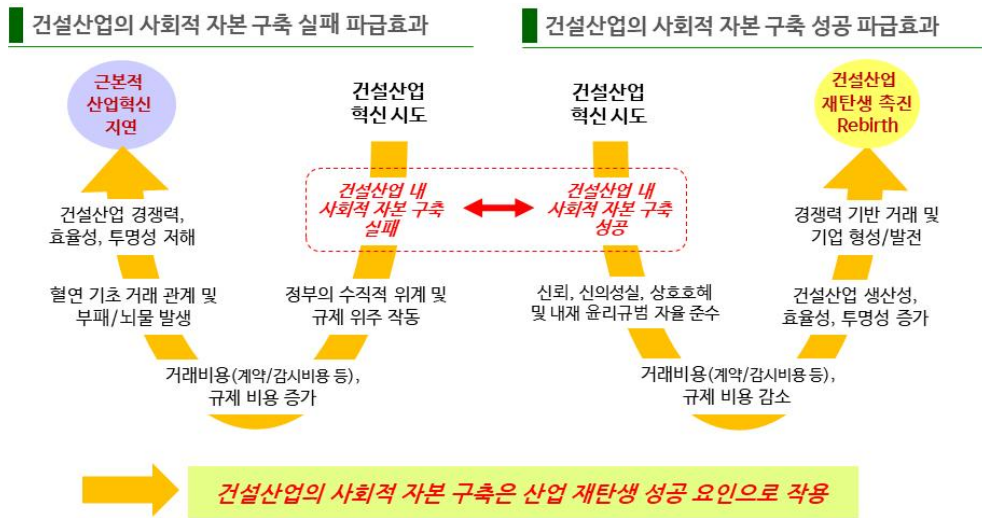 건설산업의 사회적 자본 구축 실패 파급효과
근본적
산업혁신
지연
건설산업
혁신 시도
건설산업 내
사회적 자본 구축
실패
건설산업 경쟁력,
효율성, 투명성 저해
혈연 기초 거래 관계 및
부패/뇌물 발생
정부의 수직적 위계 및
규제 위주 작동
거래비용(계약/감시비용 등),
규제 비용 증가
건설산업의 사회적 자본 구축 성공 파급효과
건설산업
혁신 시도
건설산업
재탄생 촉진
Rebirth
건설산업 내
사회적 자본 구축
성공
경쟁력 기반 거래 및
기업 형성/발전
신뢰, 신의성실, 상호호혜
및 내재 윤리규범 자율 준수
건설산업 생산성,
효율성, 투명성 증가
거래비용(계약/감시비용 등),
규제 비용 감소
건설산업의 사회적 자본 구축은 산업 재탄생 성공 요인으로 작용